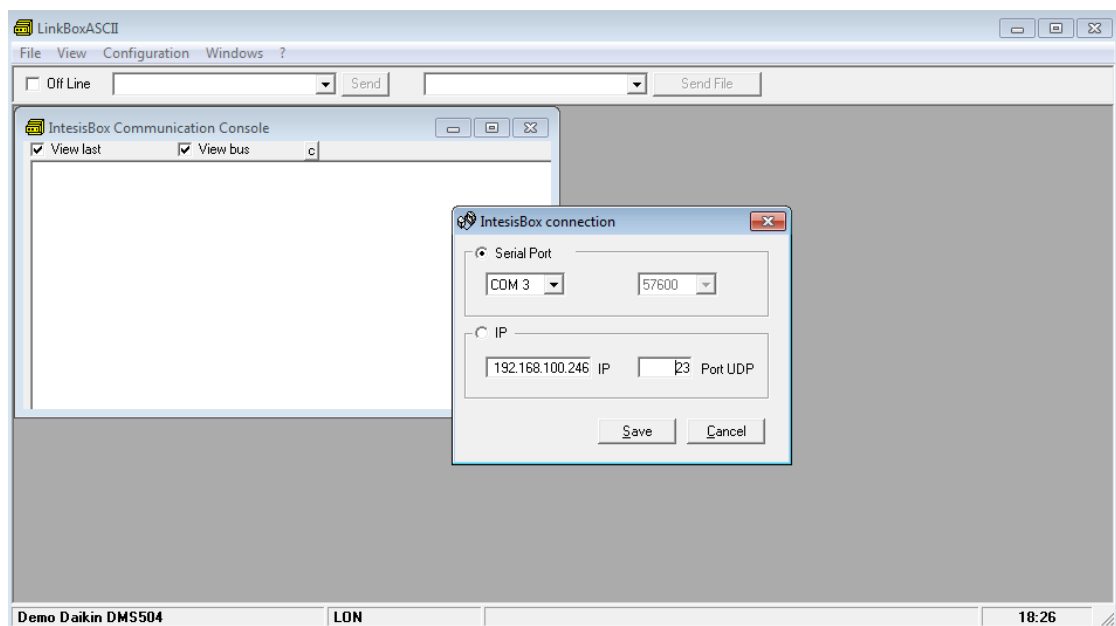 LinkBoxASCII
File View Configuration Windows ?
Off Line Send Send File
IntesisBox Communication Console
View last View bus c
IntesisBox connection
Serial Port
COM 3 57600
IP
192.168.100.246 IP 23 Port UDP
Save Cancel
Demo Daikin DMS504 LON 18:26